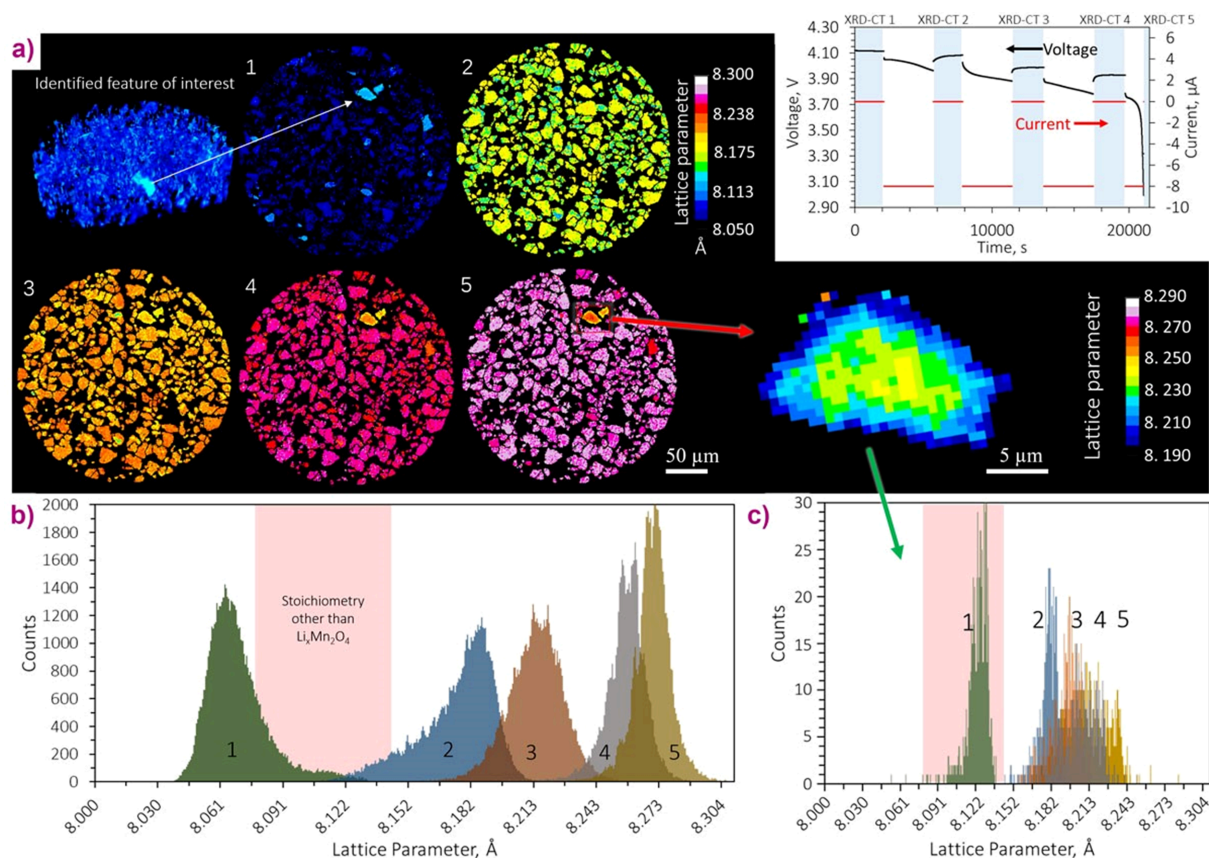 a)
Identified feature of interest
1
2
8.300
8.238
8.175
8.113
8.050
Lattice parameter
Å
XRD-CT 1 XRD-CT 2 XRD-CT 3 XRD-CT 4 XRD-CT 5
4.30
4.10
3.90
3.70
3.50
3.30
3.10
2.90
Voltage, V
Voltage
Current
6
4
2
0
-2
-4
-6
-8
-10
Current, µA
0 10000 20000
Time, s
3
4
5
50 µm
5 µm
8.290
8.270
8.250
8.230
8.210
8. 190
Lattice parameter
b)
2000
1800
1600
1400
1200
1000
800
600
400
200
0
Counts
Stoichiometry
other than
LiₓMn₂O₄
1 2 3 4 5
8.000 8.030 8.061 8.091 8.122 8.152 8.182 8.213 8.243 8.273 8.304
Lattice Parameter, Å
c)
30
25
20
15
10
5
0
Counts
1 2 3 4 5
8.000 8.030 8.061 8.091 8.122 8.152 8.182 8.213 8.243 8.273 8.304
Lattice Parameter, Å